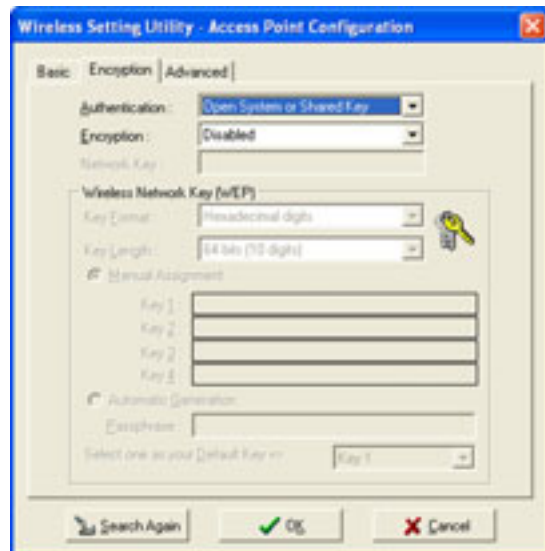 Wireless Setting Utility - Access Point Configuration
Basic Encryption Advanced
Authentication : Open System or Shared Key
Encryption : Disabled
Network Key :
Wireless Network Key (WEP)
Key Format : Hexadecimal digits
Key Length : 64 bits (10 digits)
Manual Assignment
Key 1
Key 2
Key 3
Key 4
Automatic Generation
Passphrase
Select one as your Default Key => Key 1
Search Again OK Cancel